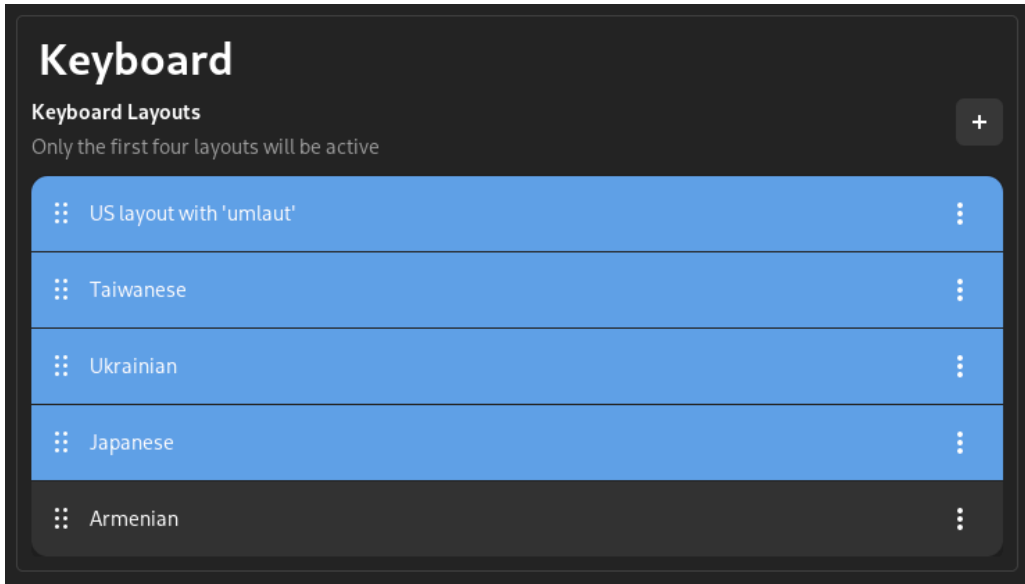 Keyboard
Keyboard Layouts
Only the first four layouts will be active
+
US layout with 'umlaut'
Taiwanese
Ukrainian
Japanese
Armenian